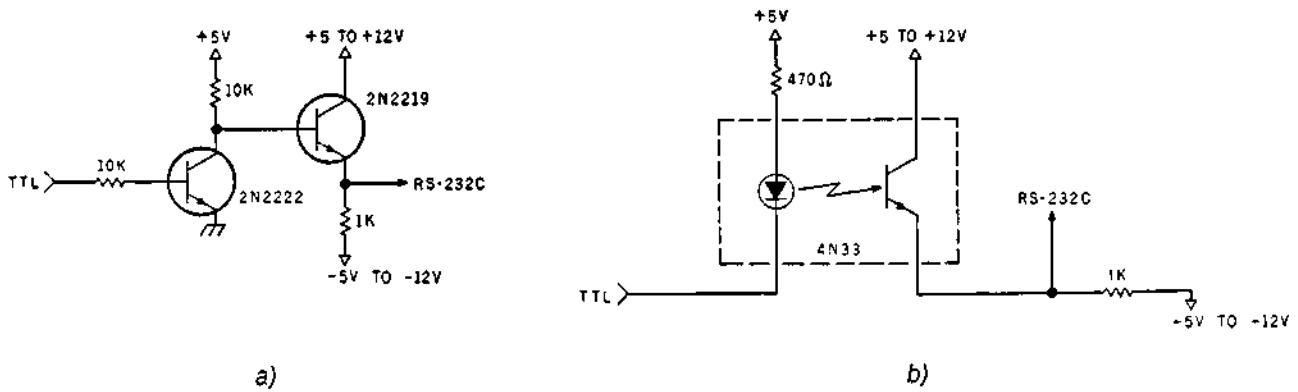 +5V
+5 TO +12V
10K
2N2219
10K
TTL
2N2222
RS-232C
1K
-5V TO -12V
a)
+5V
+5 TO +12V
470Ω
RS-232C
4N33
1K
TTL
-5V TO -12V
b)